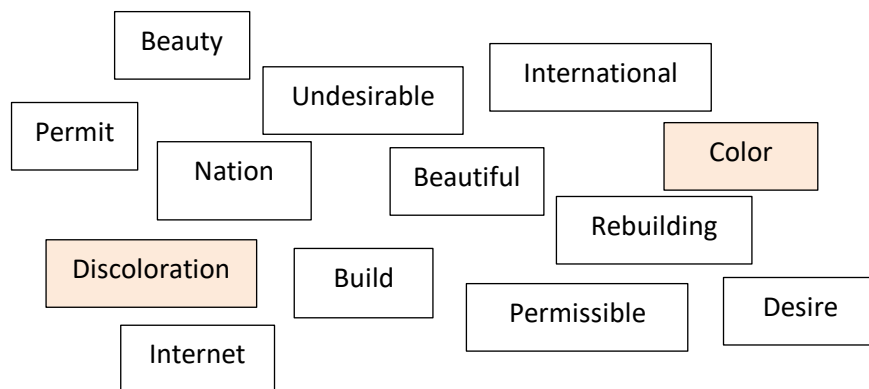 Beauty
International
Undesirable
Permit
Color
Nation
Beautiful
Rebuilding
Discoloration
Build
Permissible
Desire
Internet